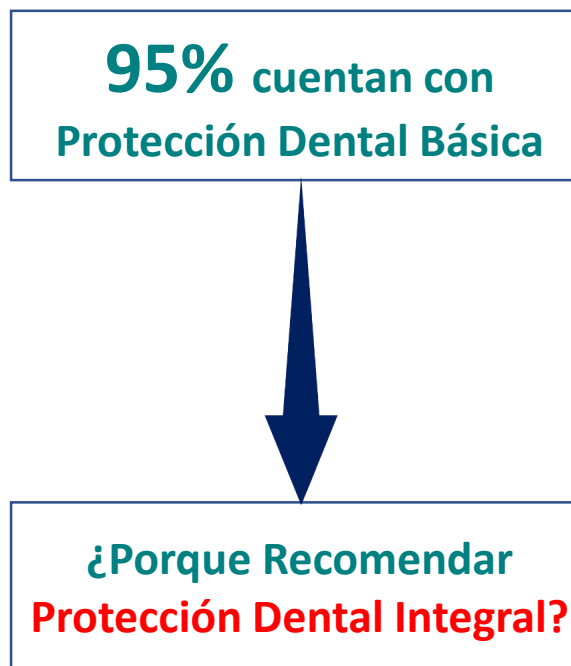 95% cuentan con
Protección Dental Básica
¿Porque Recomendar
Protección Dental Integral?